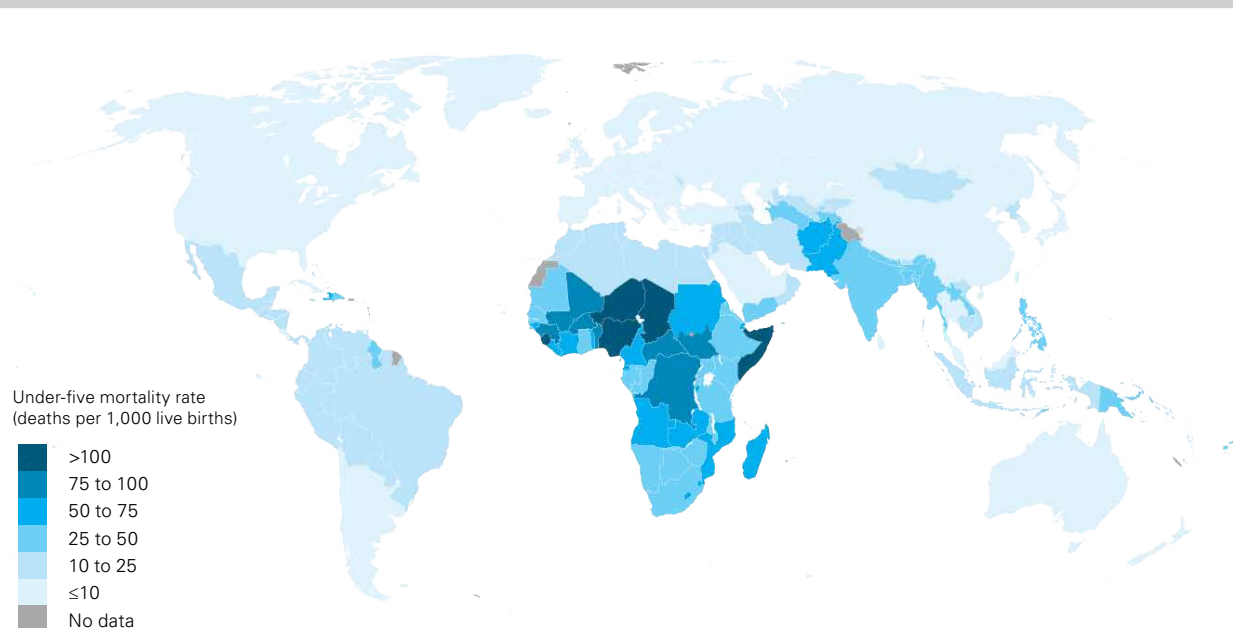 Under-five mortality rate
(deaths per 1,000 live births)
>100
75 to 100
50 to 75
25 to 50
10 to 25
≤10
No data